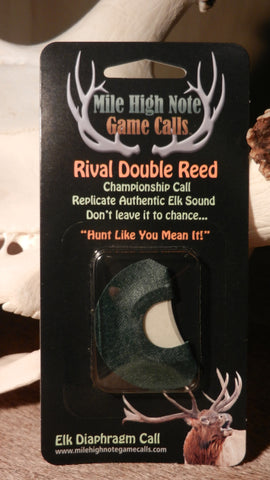 Mile High Note
Game Calls
Rival Double Reed
Championship Call
Replicate Authentic Elk Sound
Don't leave it to chance...
"Hunt Like You Mean It!"
Elk Diaphragm Call
www.milehighnotegamecalls.com